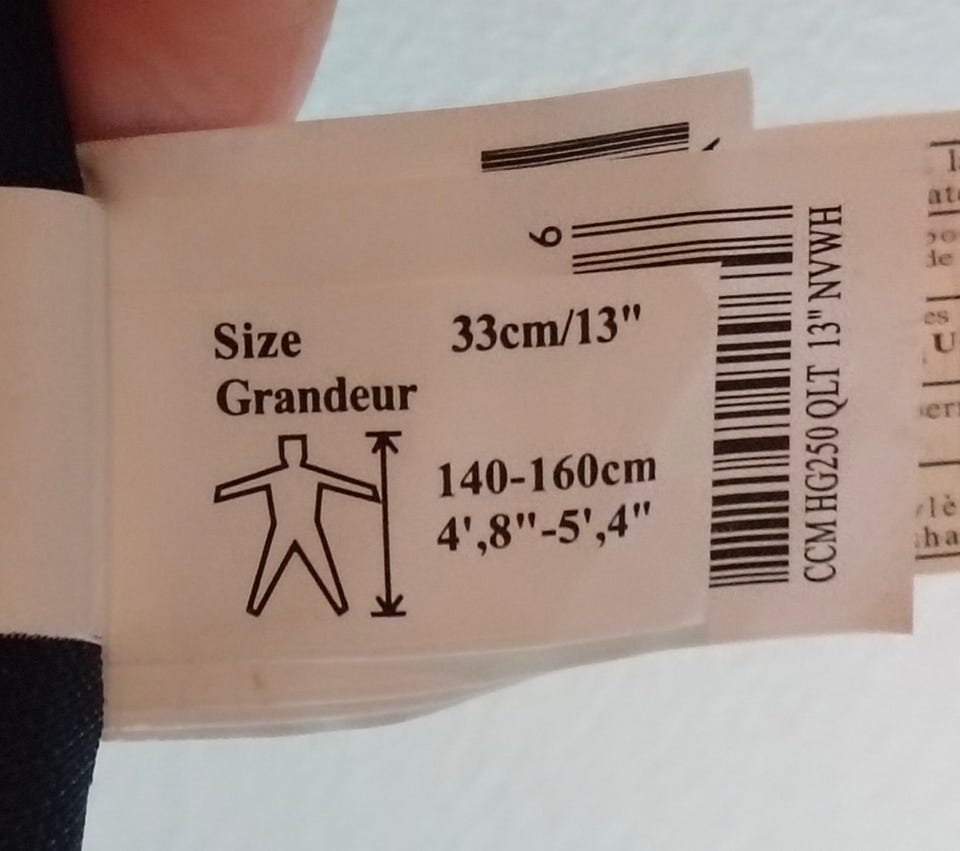 6
Size 33cm/13"
Grandeur
140-160cm
4',8"-5',4"
CCM HG250 QLT 13" NVWH